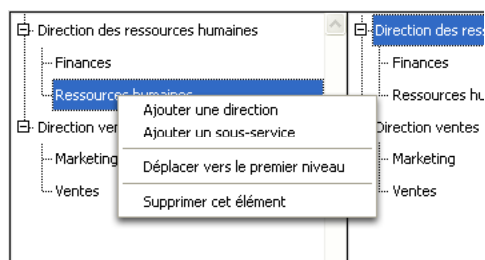 Direction des ressources humaines
Finances
Ressources humaines
Direction ven
Marketing
Ventes
Ajouter une direction
Ajouter un sous-service
Déplacer vers le premier niveau
Supprimer cet élément
Direction des ress
Finances
Ressources hu
Direction ventes
Marketing
Ventes